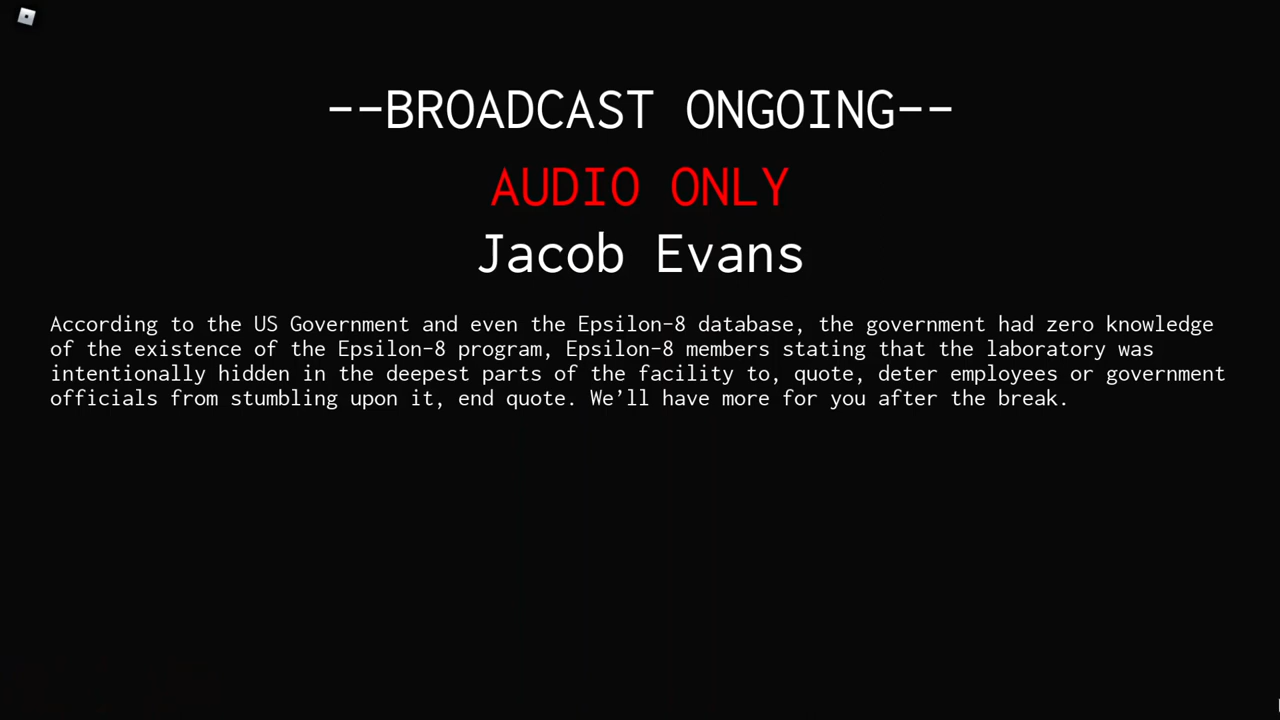 --BROADCAST ONGOING--
AUDIO ONLY
Jacob Evans
According to the US Government and even the Epsilon-8 database, the government had zero knowledge
of the existence of the Epsilon-8 program, Epsilon-8 members stating that the laboratory was
intentionally hidden in the deepest parts of the facility to, quote, deter employees or government
officials from stumbling upon it, end quote. We’ll have more for you after the break.